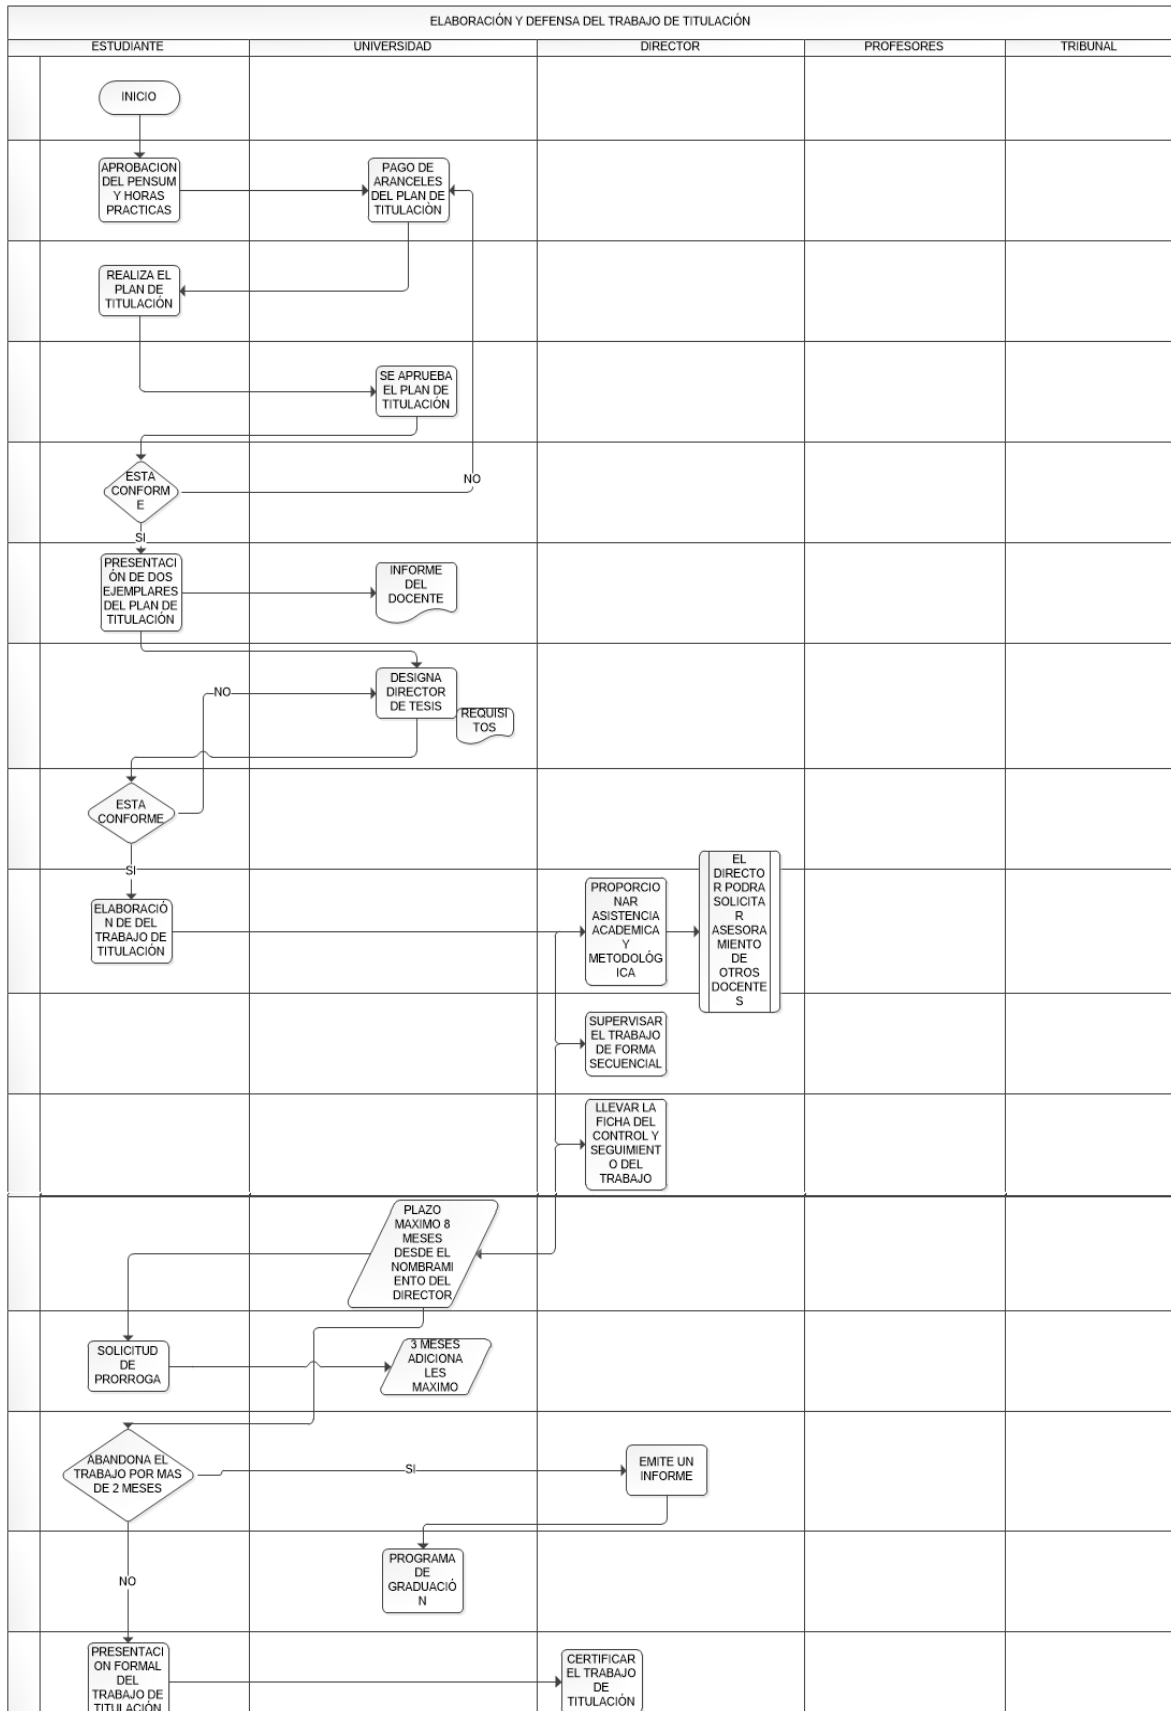 ELABORACIÓN Y DEFENSA DEL TRABAJO DE TITULACIÓN
ESTUDIANTE
UNIVERSIDAD
DIRECTOR
PROFESORES
TRIBUNAL
INICIO
APROBACION
DEL PENSUM
Y HORAS
PRACTICAS
PAGO DE
ARANCELES
DEL PLAN DE
TITULACIÓN
REALIZA EL
PLAN DE
TITULACIÓN
SE APRUEBA
EL PLAN DE
TITULACIÓN
ESTA
CONFORM
E
NO
SI
PRESENTACI
ÓN DE DOS
EJEMPLARES
DEL PLAN DE
TITULACIÓN
INFORME
DEL
DOCENTE
DESIGNA
DIRECTOR
DE TESIS
REQUISI
TOS
NO
ESTA
CONFORME
SI
ELABORACIÓ
N DE DEL
TRABAJO DE
TITULACIÓN
PROPORCIO
NAR
ASISTENCIA
ACADEMICA
Y
METODOLÓG
ICA
EL
DIRECTO
R PODRA
SOLICITA
R
ASESORA
MIENTO
DE
OTROS
DOCENTE
S
SUPERVISAR
EL TRABAJO
DE FORMA
SECUENCIAL
LLEVAR LA
FICHA DEL
CONTROL Y
SEGUIMIENT
O DEL
TRABAJO
PLAZO
MAXIMO 8
MESES
DESDE EL
NOMBRAMI
ENTO DEL
DIRECTOR
SOLICITUD
DE
PRORROGA
3 MESES
ADICIONA
LES
MAXIMO
ABANDONA EL
TRABAJO POR MAS
DE 2 MESES
SI
EMITE UN
INFORME
PROGRAMA
DE
GRADUACIÓ
N
NO
PRESENTACI
ON FORMAL
DEL
TRABAJO DE
TITULACIÓN
CERTIFICAR
EL TRABAJO
DE
TITULACIÓN